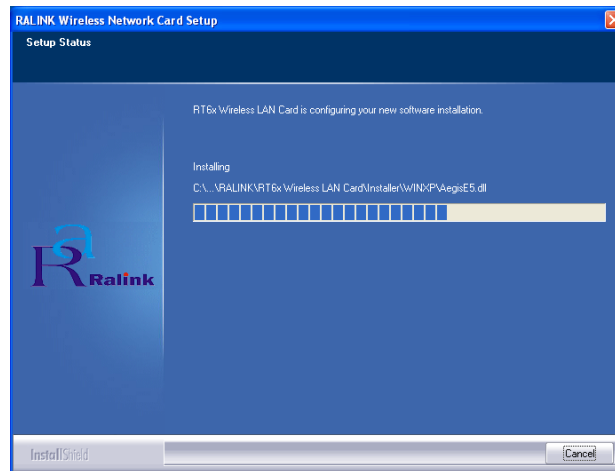 RALINK Wireless Network Card Setup
Setup Status
RT6x Wireless LAN Card is configuring your new software installation.
Installing
C:\...\RALINK\RT6x Wireless LAN Card\Installer\WINXP\AegisE5.dll
Ra
Ralink
InstallShield
Cancel